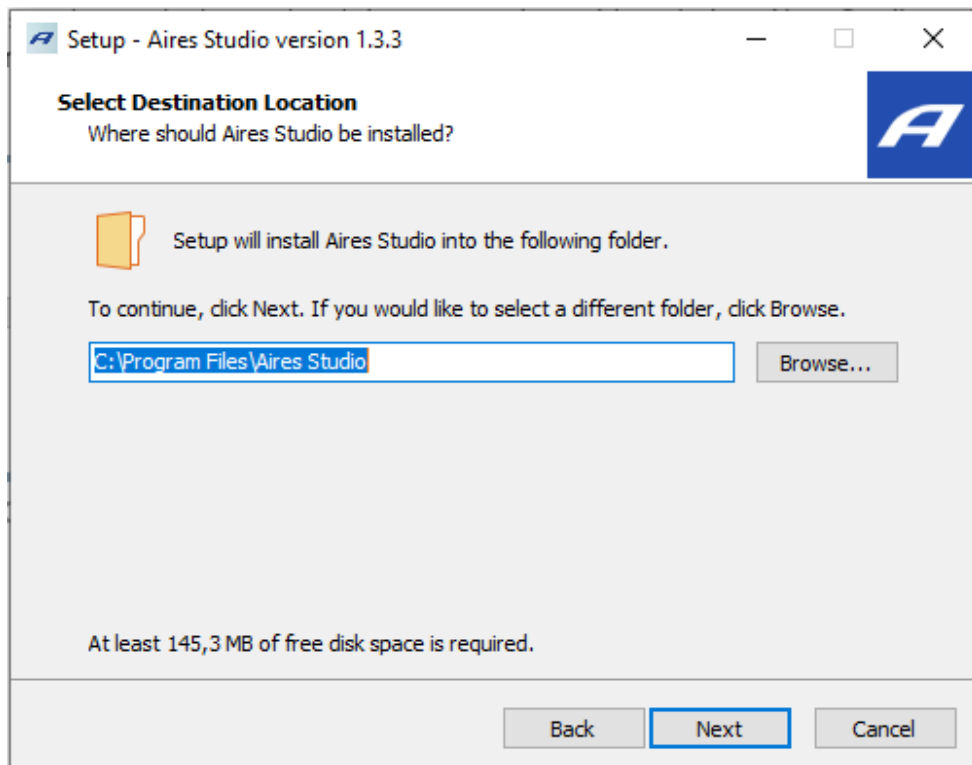 Setup - Aires Studio version 1.3.3
Select Destination Location
Where should Aires Studio be installed?
Setup will install Aires Studio into the following folder.
To continue, click Next. If you would like to select a different folder, click Browse.
C:\Program Files\Aires Studio
Browse...
At least 145,3 MB of free disk space is required.
Back
Next
Cancel